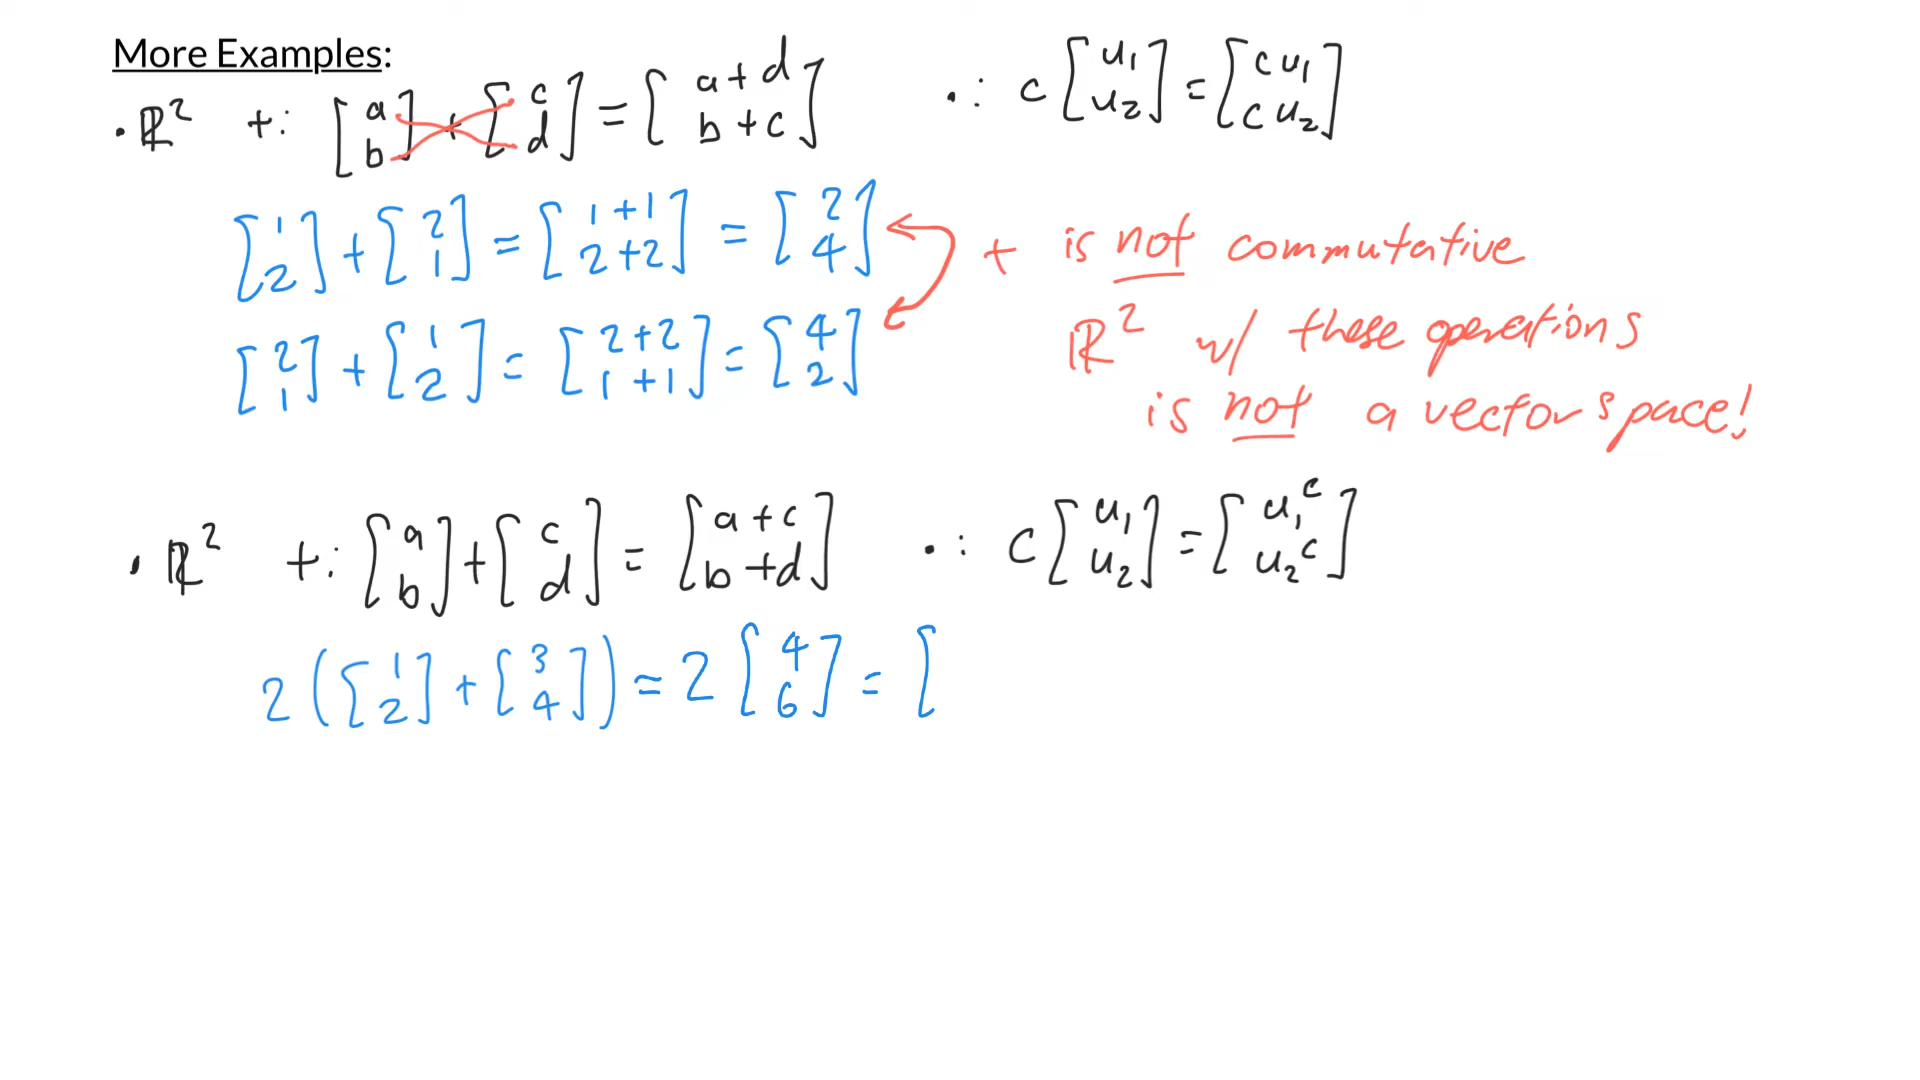 More Examples:
• ℝ² +: [a b] + [c d] = [a+d b+c] •: c[u₁ u₂] = [cu₁ cu₂]
[1 2] + [2 1] = [1+1 2+2] = [2 4] + is not commutative
[2 1] + [1 2] = [2+2 1+1] = [4 2] ℝ² w/ these operations
is not a vector space!
• ℝ² +: [a b] + [c d] = [a+c b+d] •: c[u₁ u₂] = [u₁ᶜ u₂ᶜ]
2([1 2] + [3 4]) = 2[4 6] = [